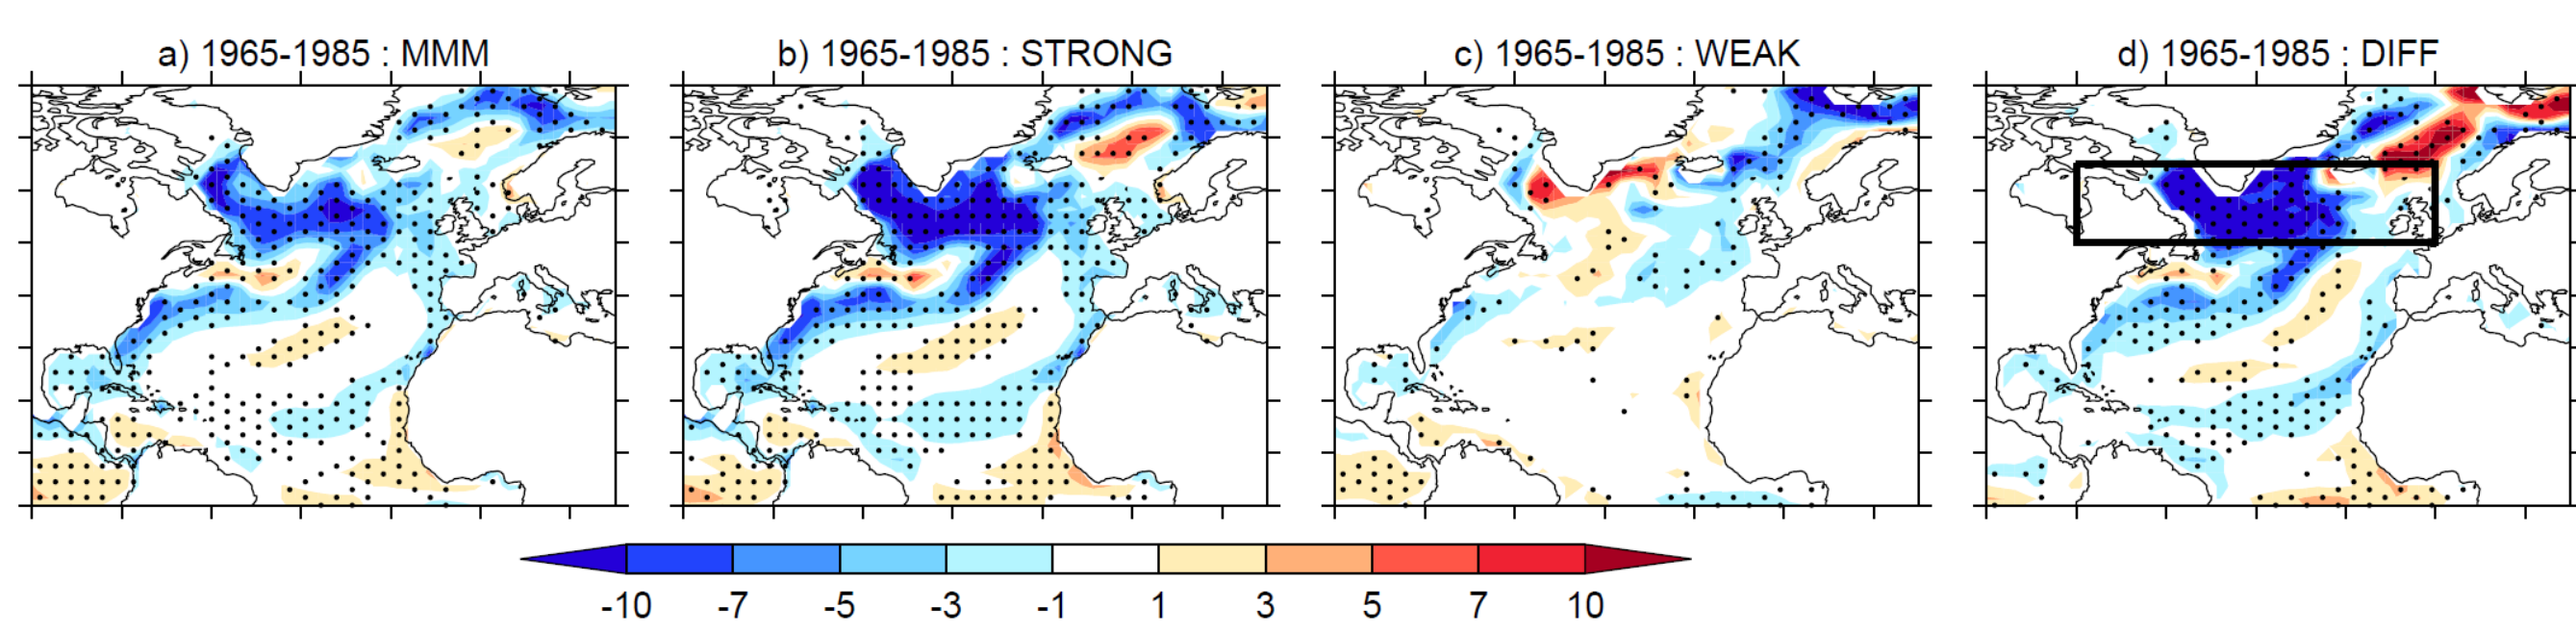 a) 1965-1985 : MMM
b) 1965-1985 : STRONG
c) 1965-1985 : WEAK
d) 1965-1985 : DIFF
-10 -7 -5 -3 -1 1 3 5 7 10